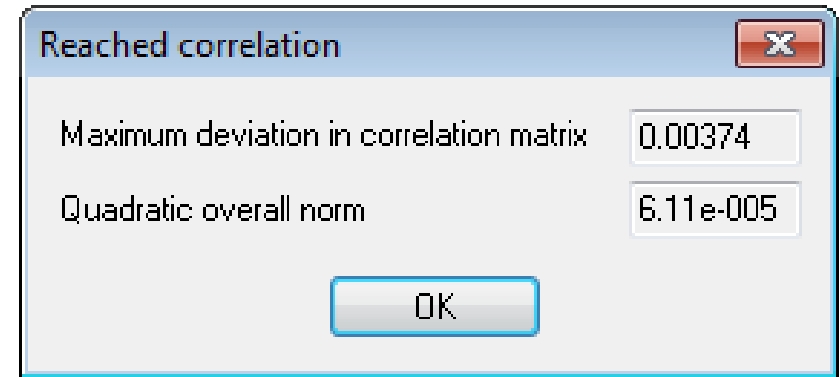 Reached correlation
Maximum deviation in correlation matrix 0.00374
Quadratic overall norm 6.11e-005
OK